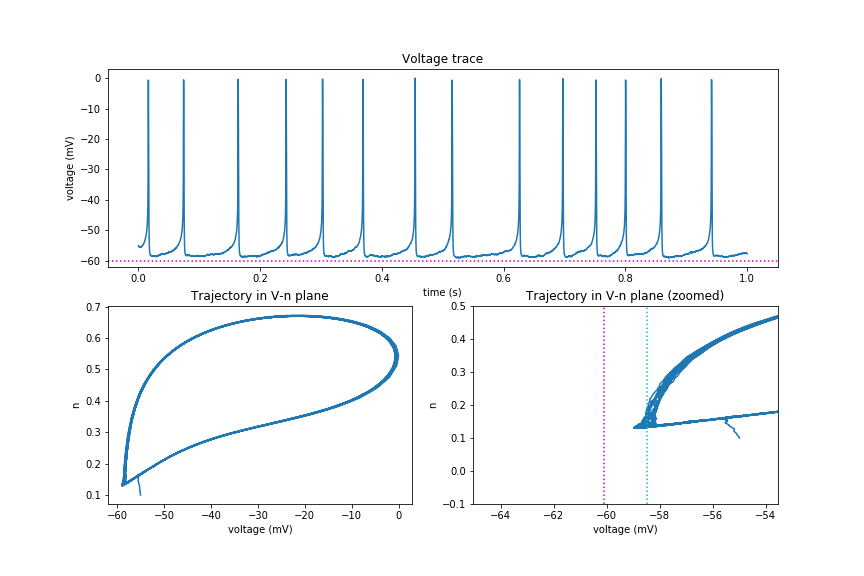 Voltage trace
0
−10
−20
−30
−40
−50
−60
voltage (mV)
0.0 0.2 0.4 0.6 0.8 1.0
time (s)
Trajectory in V-n plane
0.7
0.6
0.5
0.4
0.3
0.2
0.1
n
−60 −50 −40 −30 −20 −10 0
voltage (mV)
Trajectory in V-n plane (zoomed)
0.5
0.4
0.3
0.2
0.1
0.0
−0.1
n
−64 −62 −60 −58 −56 −54
voltage (mV)